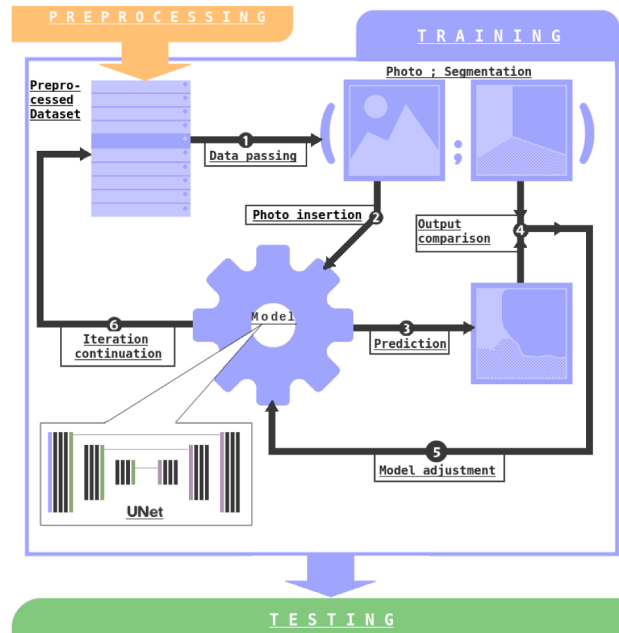 PREPROCESSING
TRAINING
Photo ; Segmentation
Prepro-
cessed
Dataset
1
Data passing
( ; )
Photo insertion
2
Output
comparison
4
Model
3
Prediction
6
Iteration
continuation
5
Model adjustment
UNet
TESTING